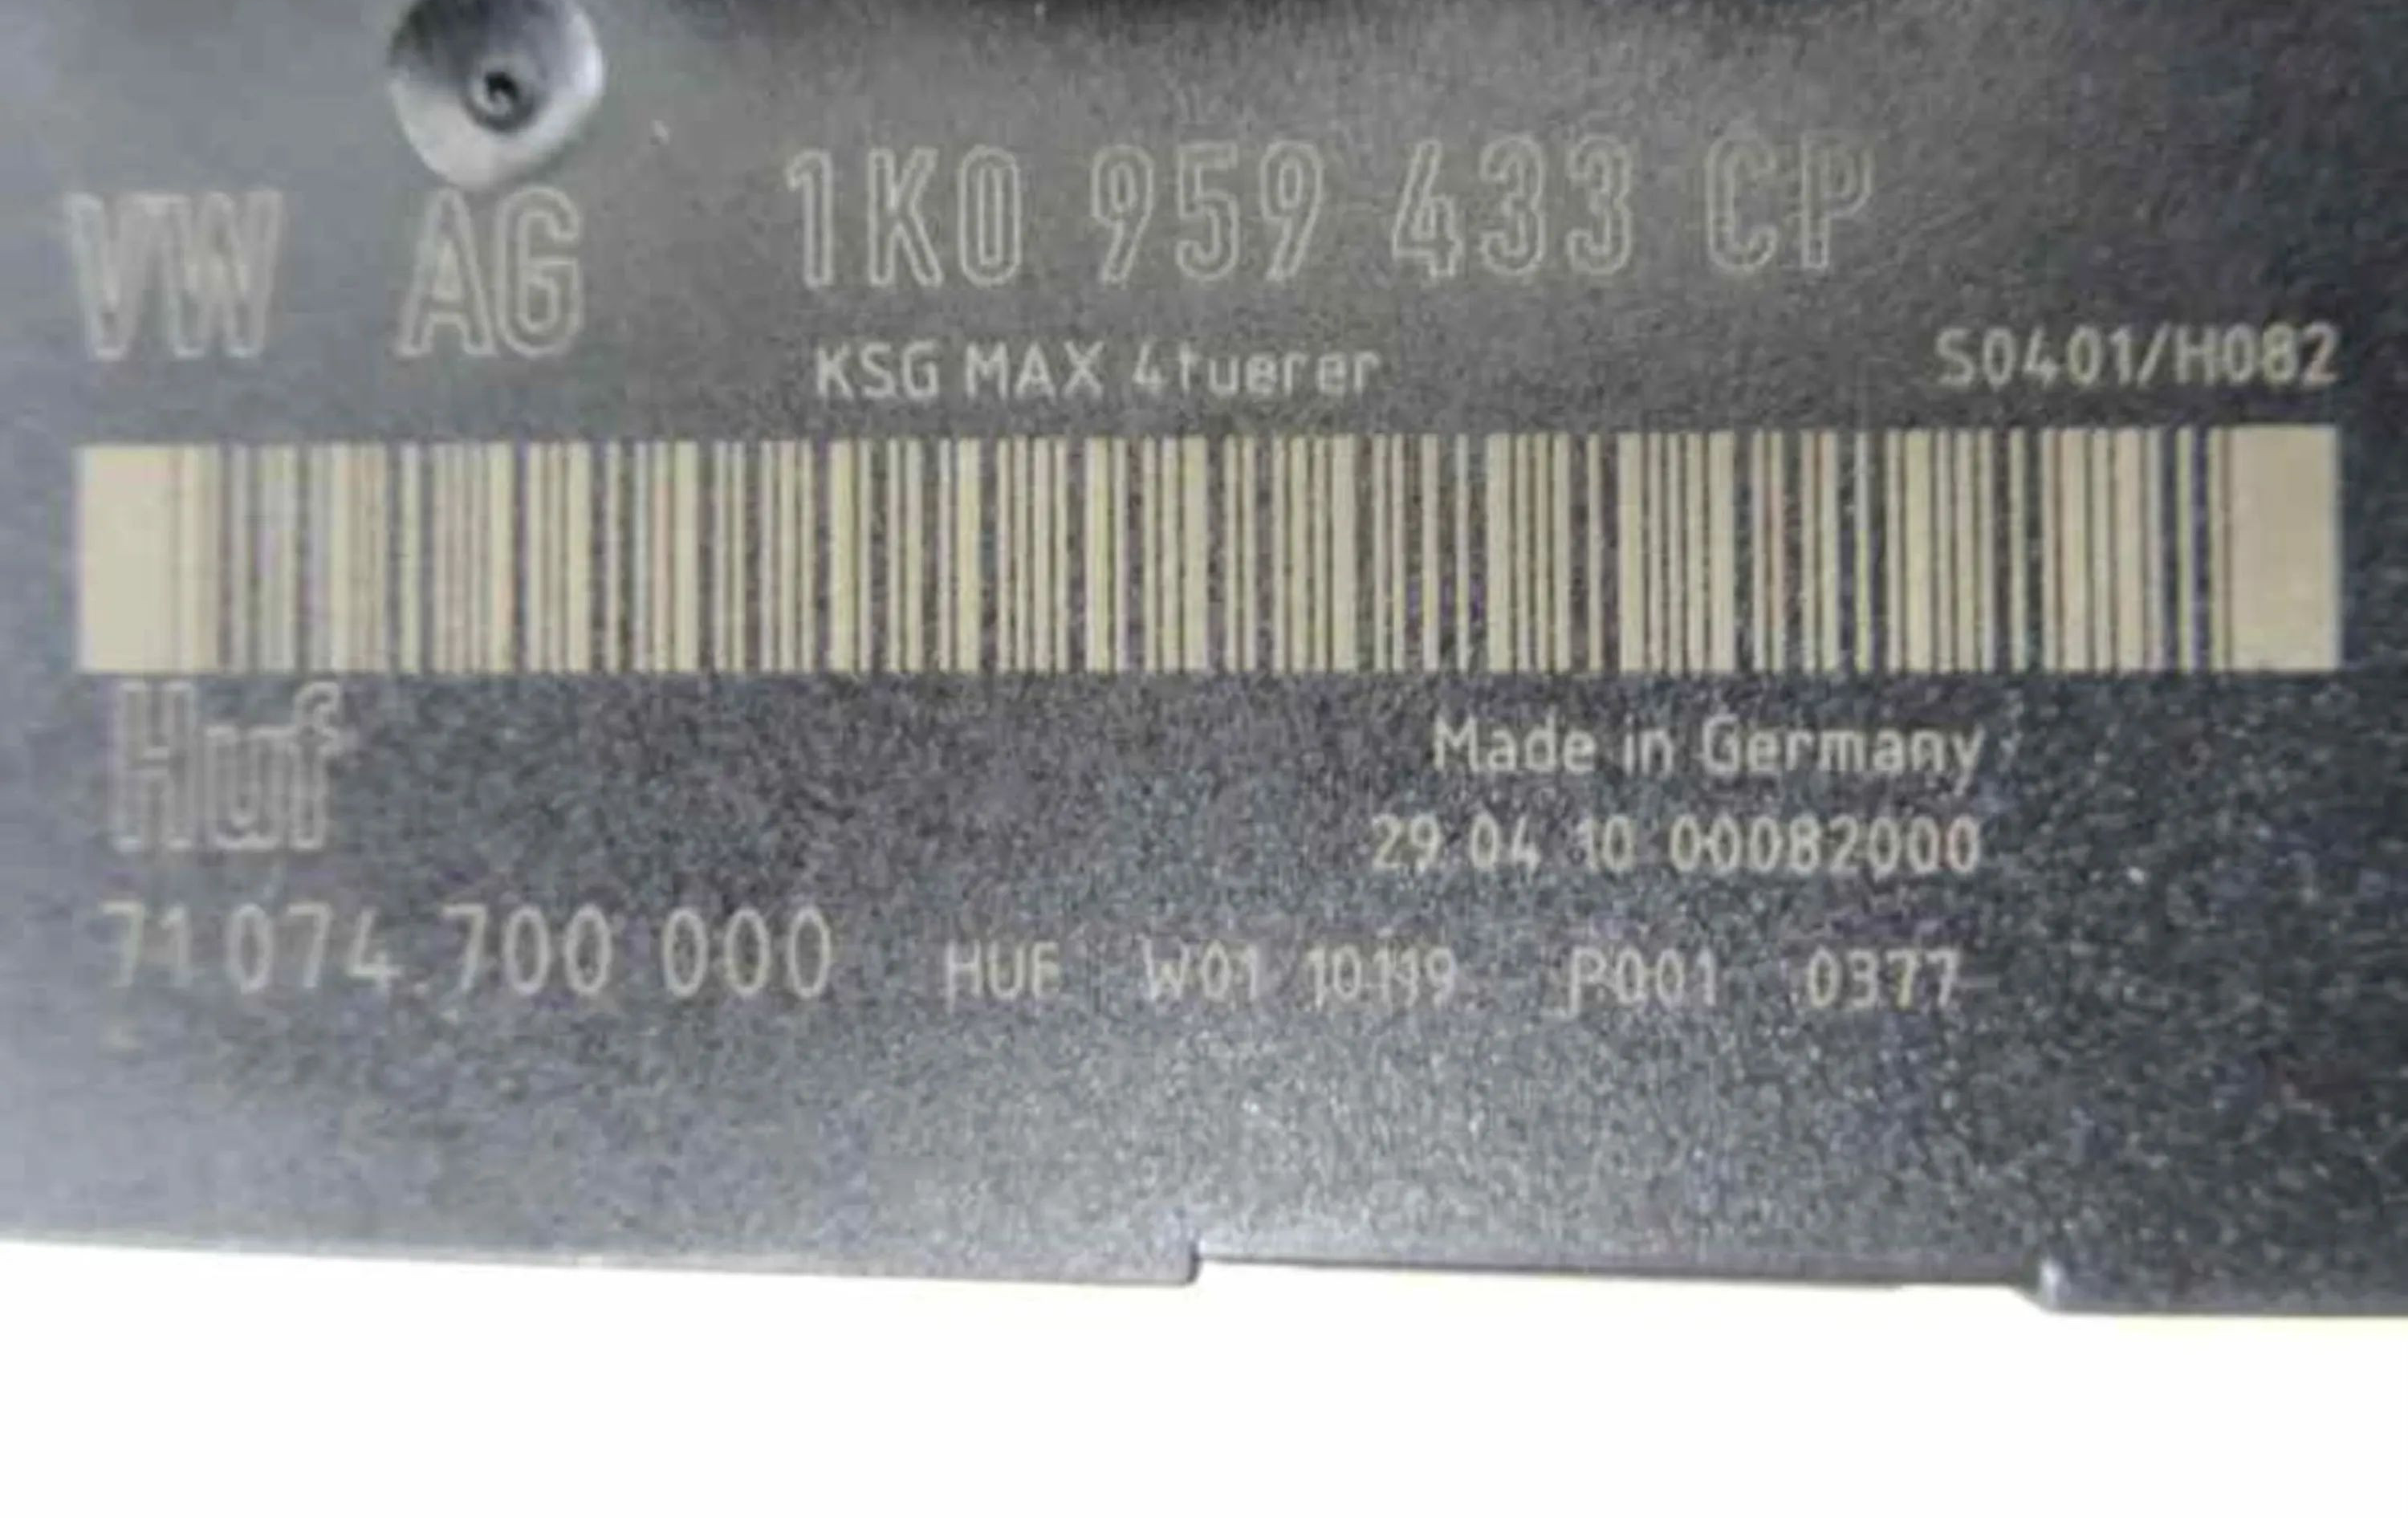 VW AG 1K0 959 433 CP
KSG MAX 4tuerer S0401/H082
Huf
Made in Germany
29 04 10 00082000
71 074 700 000 HUF W01 10119 P001 0377